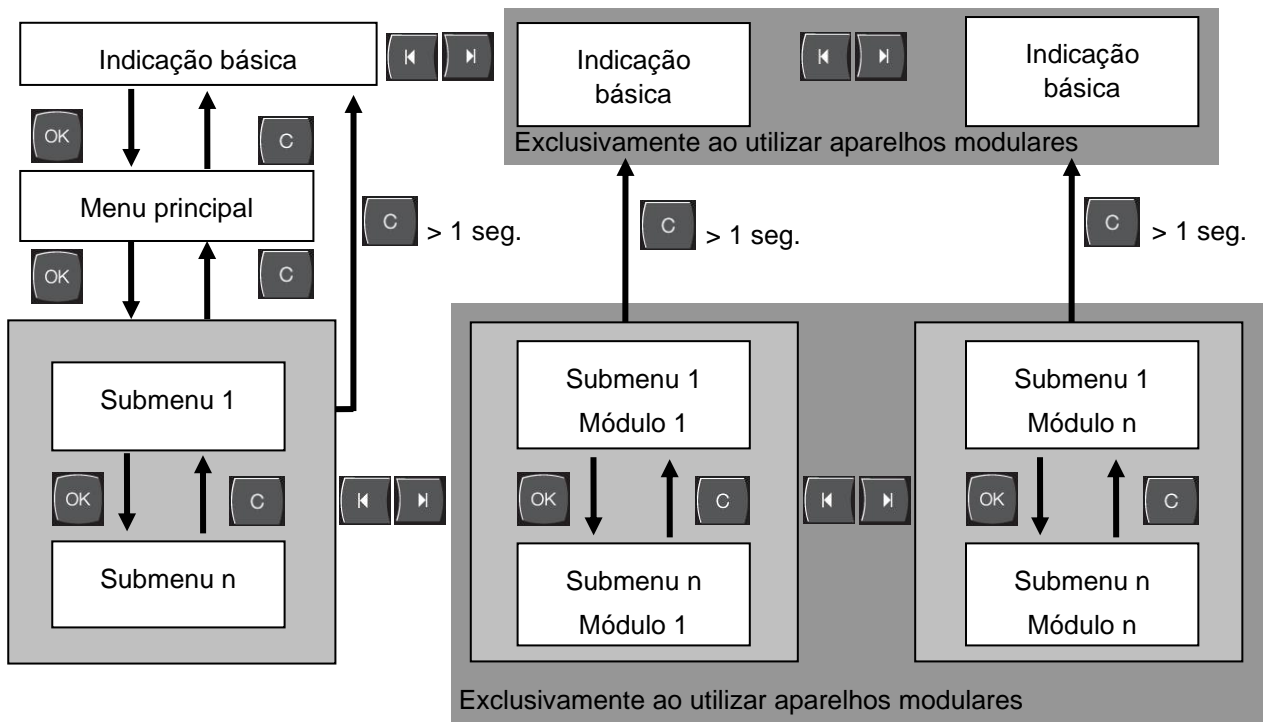 Indicação básica
Indicação
básica
Indicação
básica
Exclusivamente ao utilizar aparelhos modulares
OK
C
Menu principal
C
> 1 seg.
C
> 1 seg.
C
> 1 seg.
OK
C
Submenu 1
Submenu 1
Módulo 1
Submenu 1
Módulo n
OK
C
OK
C
OK
C
Submenu n
Submenu n
Módulo 1
Submenu n
Módulo n
Exclusivamente ao utilizar aparelhos modulares